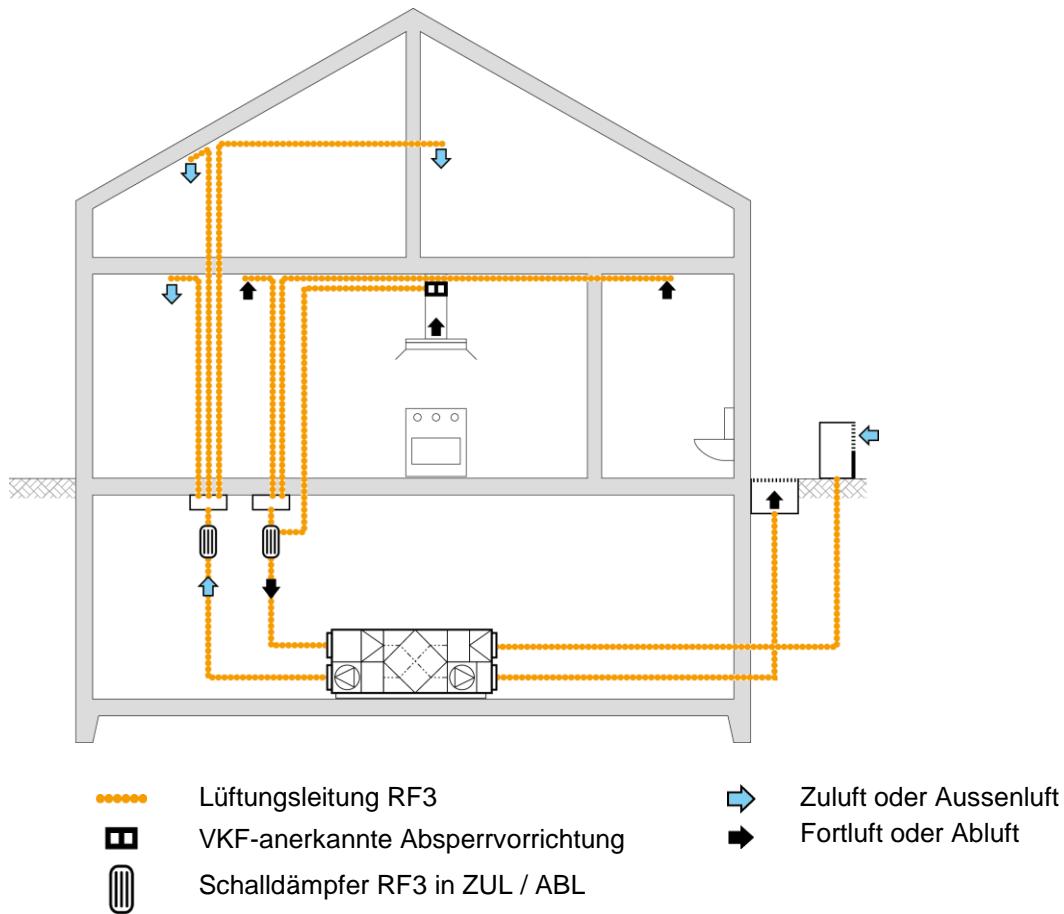 Lüftungsleitung RF3
VKF-anerkannte Absperrvorrichtung
Schalldämpfer RF3 in ZUL / ABL
Zuluft oder Aussenluft
Fortluft oder Abluft